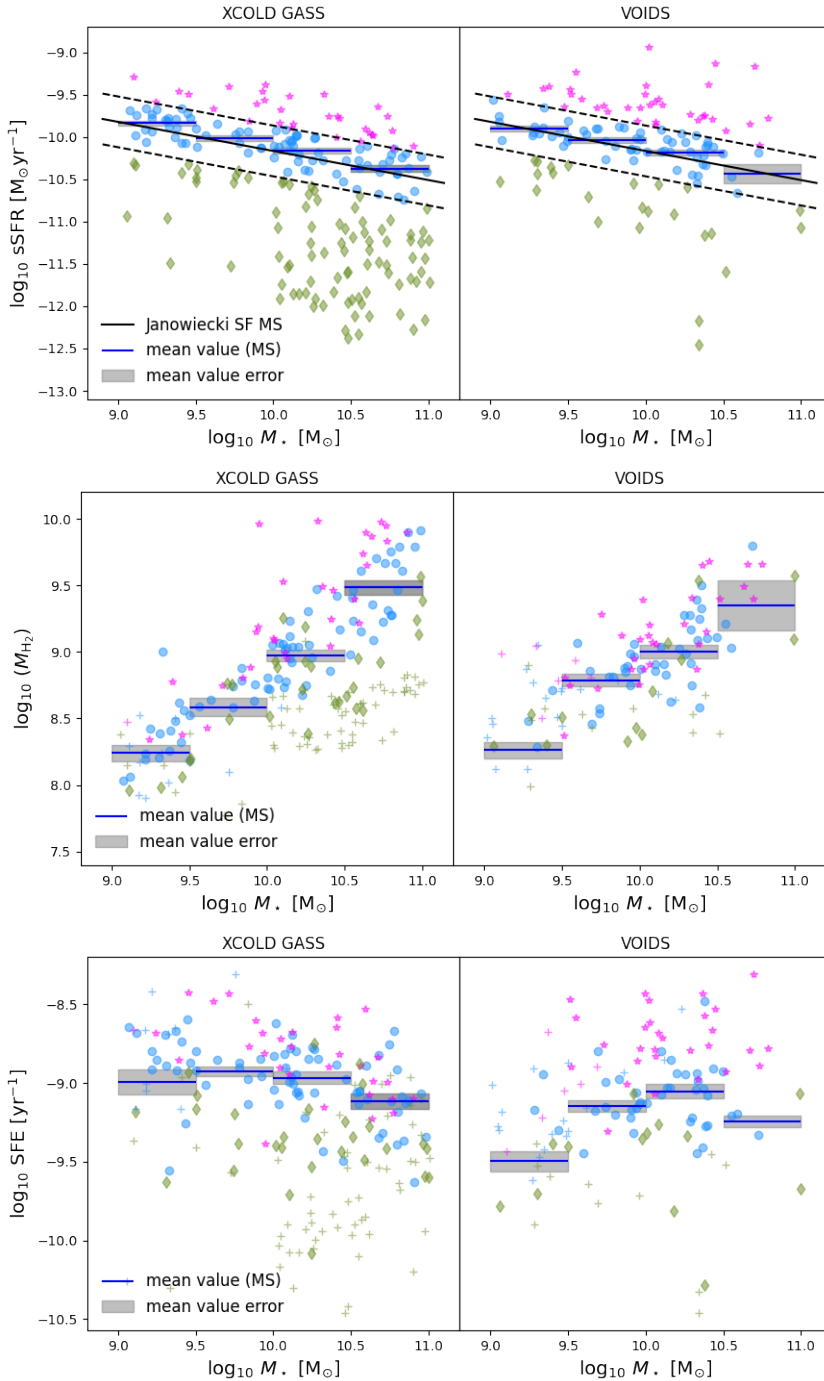 XCOLD GASS VOIDS
−9.0
−9.5
−10.0
−10.5
−11.0
−11.5
−12.0
−12.5
−13.0
log₁₀ sSFR [M⊙yr⁻¹]
Janowiecki SF MS
mean value (MS)
mean value error
9.0 9.5 10.0 10.5 11.0 9.0 9.5 10.0 10.5 11.0
log₁₀ M⋆ [M⊙] log₁₀ M⋆ [M⊙]
XCOLD GASS VOIDS
10.0
9.5
9.0
8.5
8.0
7.5
log₁₀ (M_H₂)
mean value (MS)
mean value error
9.0 9.5 10.0 10.5 11.0 9.0 9.5 10.0 10.5 11.0
log₁₀ M⋆ [M⊙] log₁₀ M⋆ [M⊙]
XCOLD GASS VOIDS
−8.5
−9.0
−9.5
−10.0
−10.5
log₁₀ SFE [yr⁻¹]
mean value (MS)
mean value error
9.0 9.5 10.0 10.5 11.0 9.0 9.5 10.0 10.5 11.0
log₁₀ M⋆ [M⊙] log₁₀ M⋆ [M⊙]